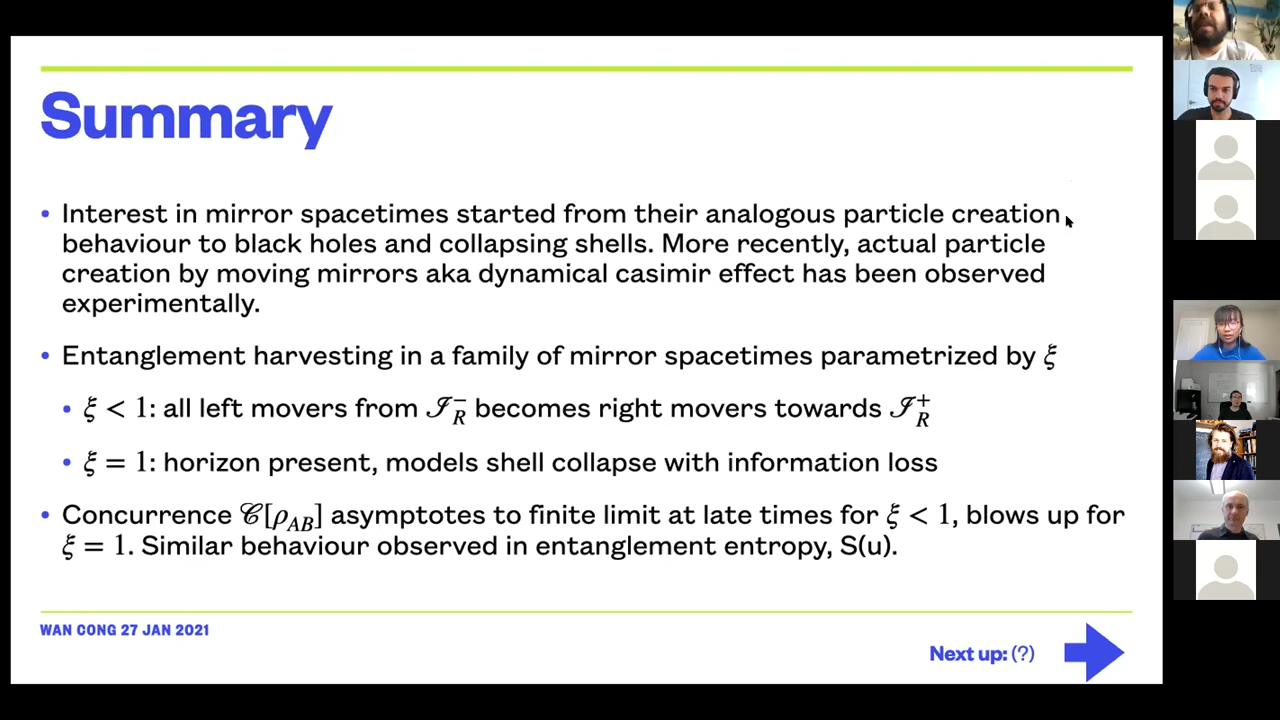 Summary
• Interest in mirror spacetimes started from their analogous particle creation
behaviour to black holes and collapsing shells. More recently, actual particle
creation by moving mirrors aka dynamical casimir effect has been observed
experimentally.
• Entanglement harvesting in a family of mirror spacetimes parametrized by ξ
• ξ < 1: all left movers from ℐ⁻_R becomes right movers towards ℐ⁺_R
• ξ = 1: horizon present, models shell collapse with information loss
• Concurrence 𝒞[ρ_AB] asymptotes to finite limit at late times for ξ < 1, blows up for
ξ = 1. Similar behaviour observed in entanglement entropy, S(u).
WAN CONG 27 JAN 2021
Next up: (?)